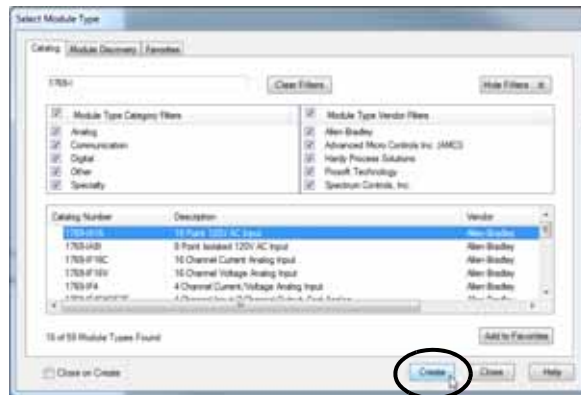 Select Module Type
Catalog Module Discovery Favorites
1769-I
Clear Filters
Hide Filters
Module Type Category Filters
Module Type Vendor Filters
Analog
Allen-Bradley
Communication
Advanced Micro Controls Inc. (AMCI)
Digital
Hardy Process Solutions
Other
Prosoft Technology
Specialty
Spectrum Controls, Inc.
Catalog Number Description Vendor
1769-IA16 16 Point 120V AC Input Allen-Bradley
1769-IA8I 8 Point Isolated 120V AC Input Allen-Bradley
1769-IF16C 16 Channel Current Analog Input Allen-Bradley
1769-IF16V 16 Channel Voltage Analog Input Allen-Bradley
1769-IF4 4 Channel Current/Voltage Analog Input Allen-Bradley
of 59 Module Types Found
Add to Favorites
Close on Create
Create Close Help